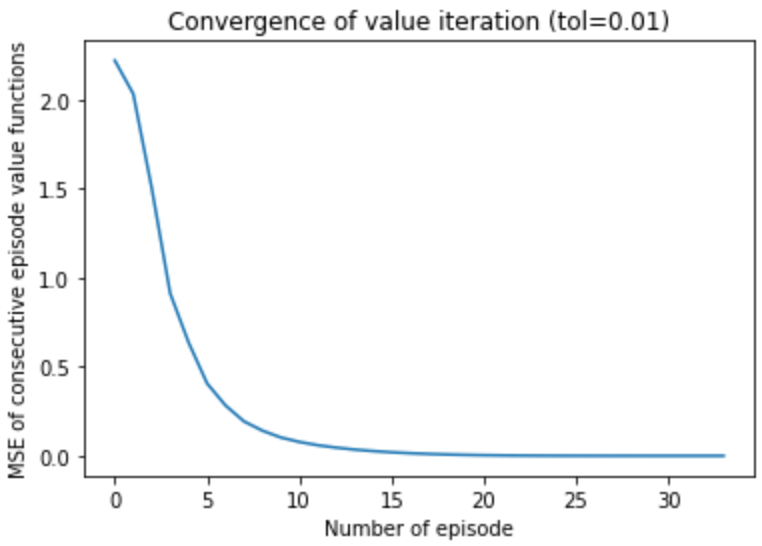 Convergence of value iteration (tol=0.01)
MSE of consecutive episode value functions
2.0
1.5
1.0
0.5
0.0
0 5 10 15 20 25 30
Number of episode